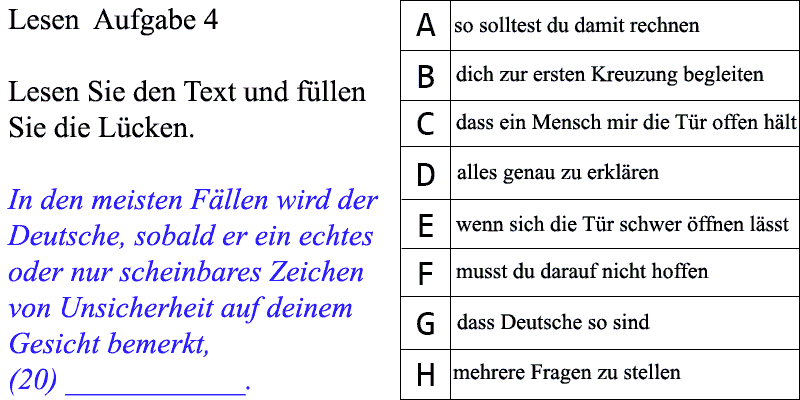 Lesen Aufgabe 4
Lesen Sie den Text und füllen
Sie die Lücken.
In den meisten Fällen wird der
Deutsche, sobald er ein echtes
oder nur scheinbares Zeichen
von Unsicherheit auf deinem
Gesicht bemerkt,
(20) ____________.
A so solltest du damit rechnen
B dich zur ersten Kreuzung begleiten
C dass ein Mensch mir die Tür offen hält
D alles genau zu erklären
E wenn sich die Tür schwer öffnen lässt
F musst du darauf nicht hoffen
G dass Deutsche so sind
H mehrere Fragen zu stellen